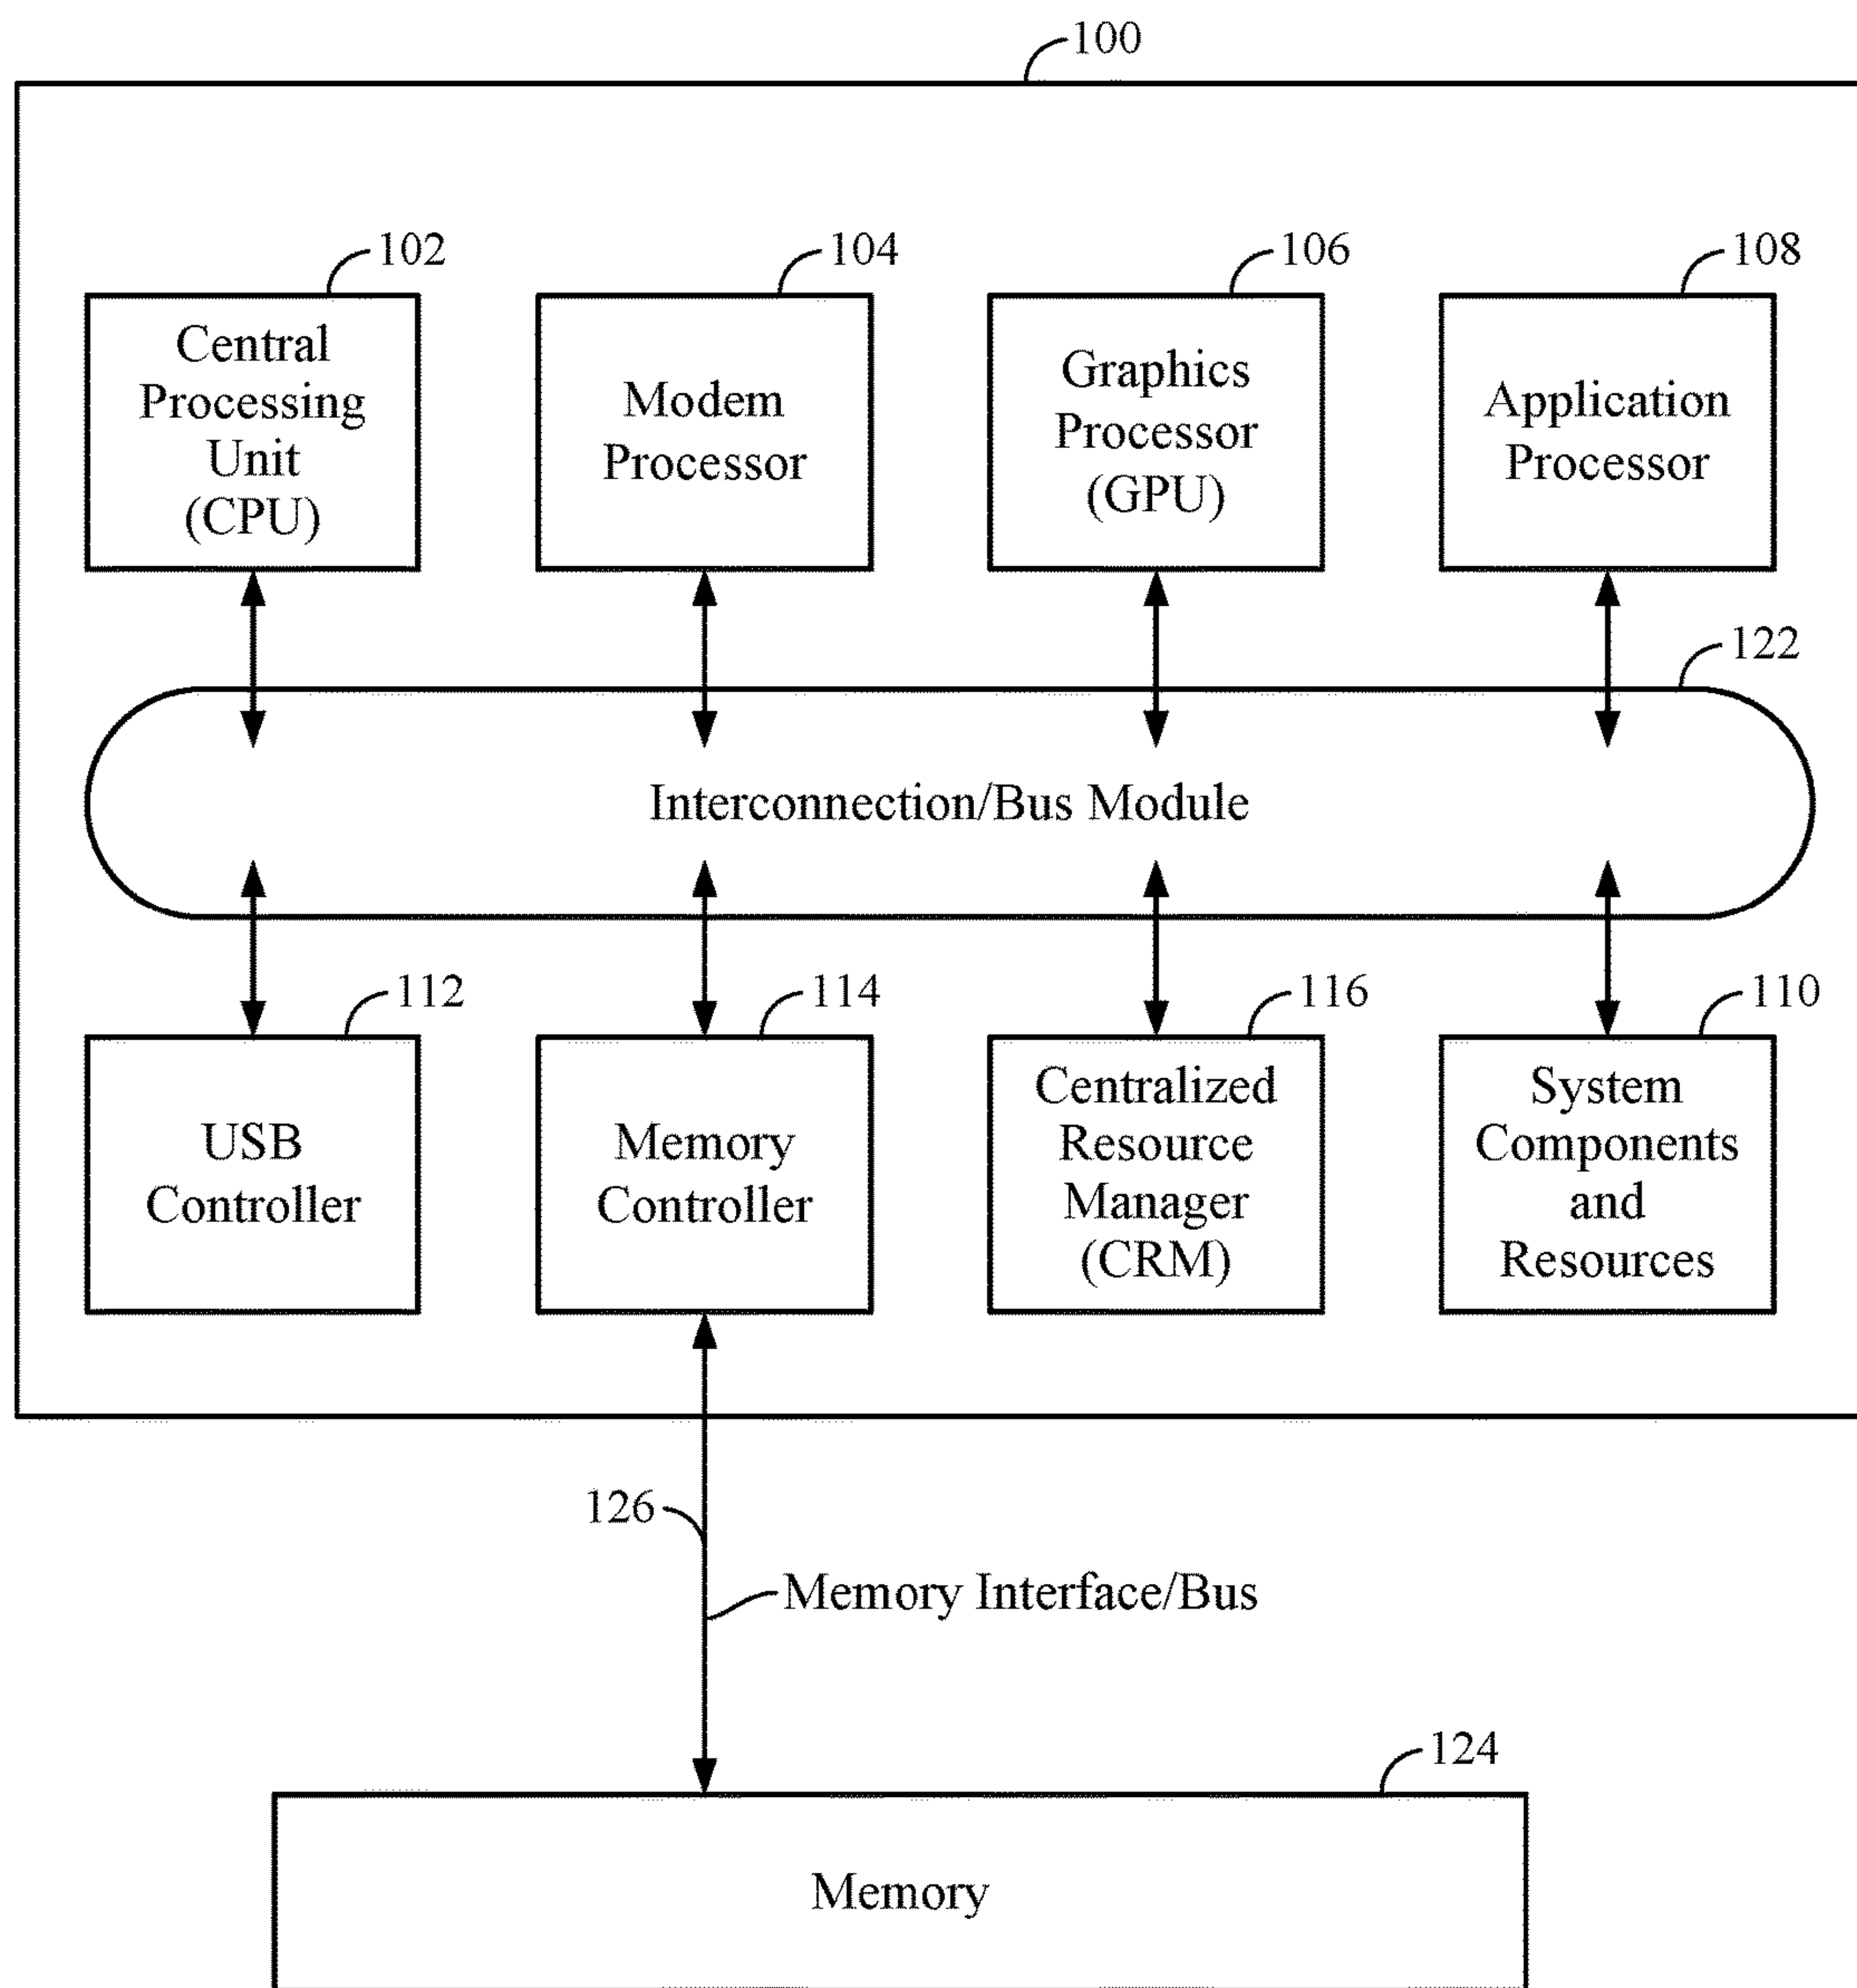 100
102
104
106
108
Central
Processing
Unit
(CPU)
Modem
Processor
Graphics
Processor
(GPU)
Application
Processor
122
Interconnection/Bus Module
112
114
116
110
USB
Controller
Memory
Controller
Centralized
Resource
Manager
(CRM)
System
Components
and
Resources
126
Memory Interface/Bus
124
Memory